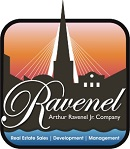 Ravenel
Arthur Ravenel Jr. Company
Real Estate Sales | Development | Management